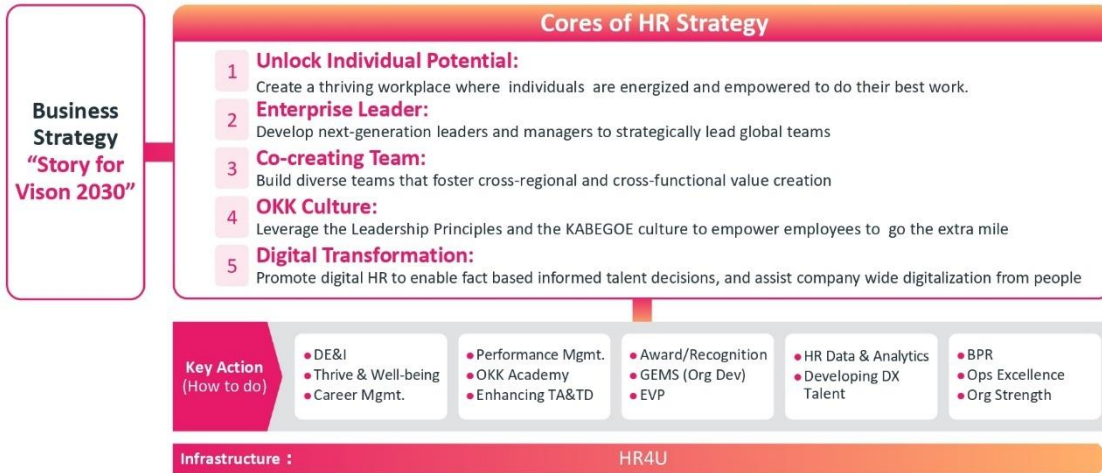 Cores of HR Strategy
Business
Strategy
“Story for
Vison 2030”
1
Unlock Individual Potential:
Create a thriving workplace where individuals are energized and empowered to do their best work.
2
Enterprise Leader:
Develop next-generation leaders and managers to strategically lead global teams
3
Co-creating Team:
Build diverse teams that foster cross-regional and cross-functional value creation
4
OKK Culture:
Leverage the Leadership Principles and the KABEGOE culture to empower employees to go the extra mile
5
Digital Transformation:
Promote digital HR to enable fact based informed talent decisions, and assist company wide digitalization from people
Key Action
(How to do)
• DE&I
• Thrive & Well-being
• Career Mgmt.
• Performance Mgmt.
• OKK Academy
• Enhancing TA&TD
• Award/Recognition
• GEMS (Org Dev)
• EVP
• HR Data & Analytics
• Developing DX
Talent
• BPR
• Ops Excellence
• Org Strength
Infrastructure :
HR4U